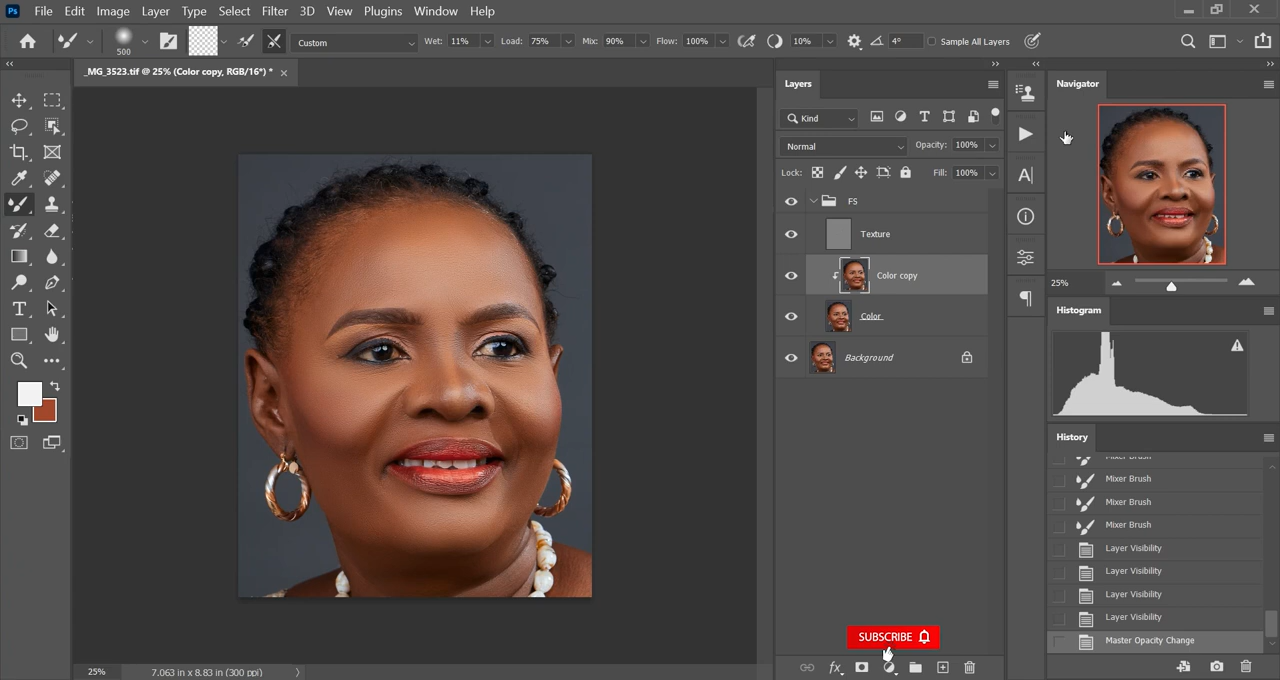 Ps File Edit Image Layer Type Select Filter 3D View Plugins Window Help
500 Custom Wet: 11% Load: 75% Mix: 90% Flow: 100% 10% 4° Sample All Layers
_MG_3523.tif @ 25% (Color copy, RGB/16*) *
Layers
Kind
Normal Opacity: 100%
Lock: Fill: 100%
FS
Texture
Color copy
Color
Background
SUBSCRIBE
fx
Navigator
25%
Histogram
History
Mixer Brush
Mixer Brush
Mixer Brush
Mixer Brush
Layer Visibility
Layer Visibility
Layer Visibility
Layer Visibility
Master Opacity Change
25% 7.063 in x 8.83 in (300 ppi)